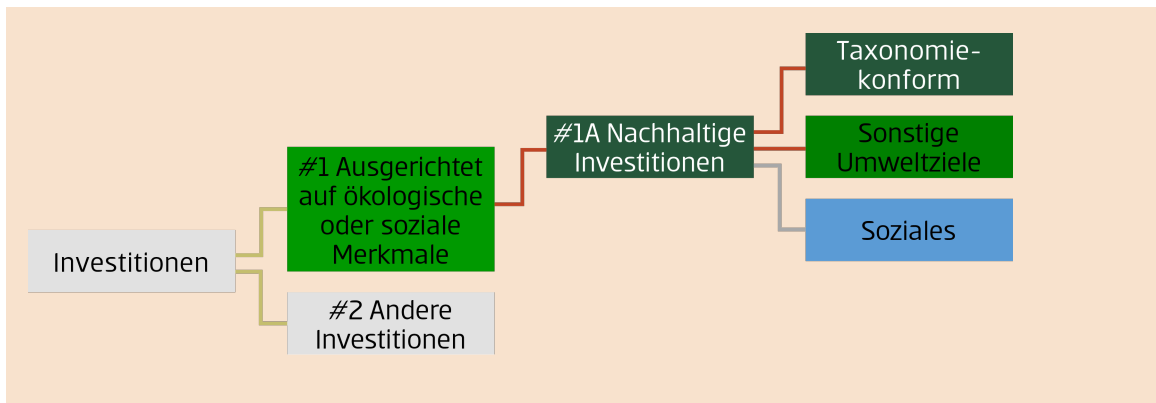 Investitionen
#1 Ausgerichtet
auf ökologische
oder soziale
Merkmale
#2 Andere
Investitionen
#1A Nachhaltige
Investitionen
Taxonomie-
konform
Sonstige
Umweltziele
Soziales